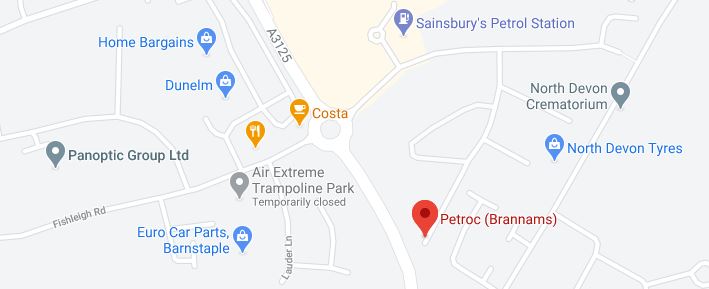 Sainsbury's Petrol Station
A3125
Home Bargains
Dunelm
North Devon
Crematorium
Costa
North Devon Tyres
Panoptic Group Ltd
Air Extreme
Trampoline Park
Temporarily closed
Fishleigh Rd
Petroc (Brannams)
Euro Car Parts,
Barnstaple
Lauder Ln